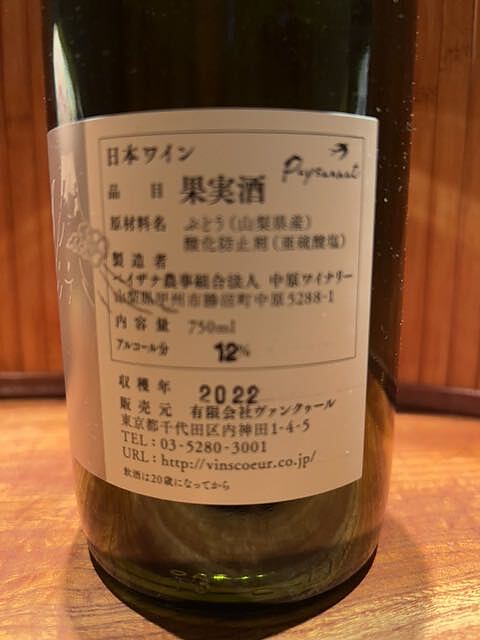 日本ワイン
Paysanaat
品目 果実酒
原材料名 ぶどう(山梨県産)
酸化防止剤(亜硫酸塩)
製造者
ペイザナ農事組合法人 中原ワイナリー
山梨県甲州市勝沼町中原5288-1
内容量 750ml
アルコール分 12%
収穫年 2022
販売元 有限会社ヴァンクゥール
東京都千代田区内神田1-4-5
TEL:03-5280-3001
URL:http://vinscoeur.co.jp/
飲酒は20歳になってから